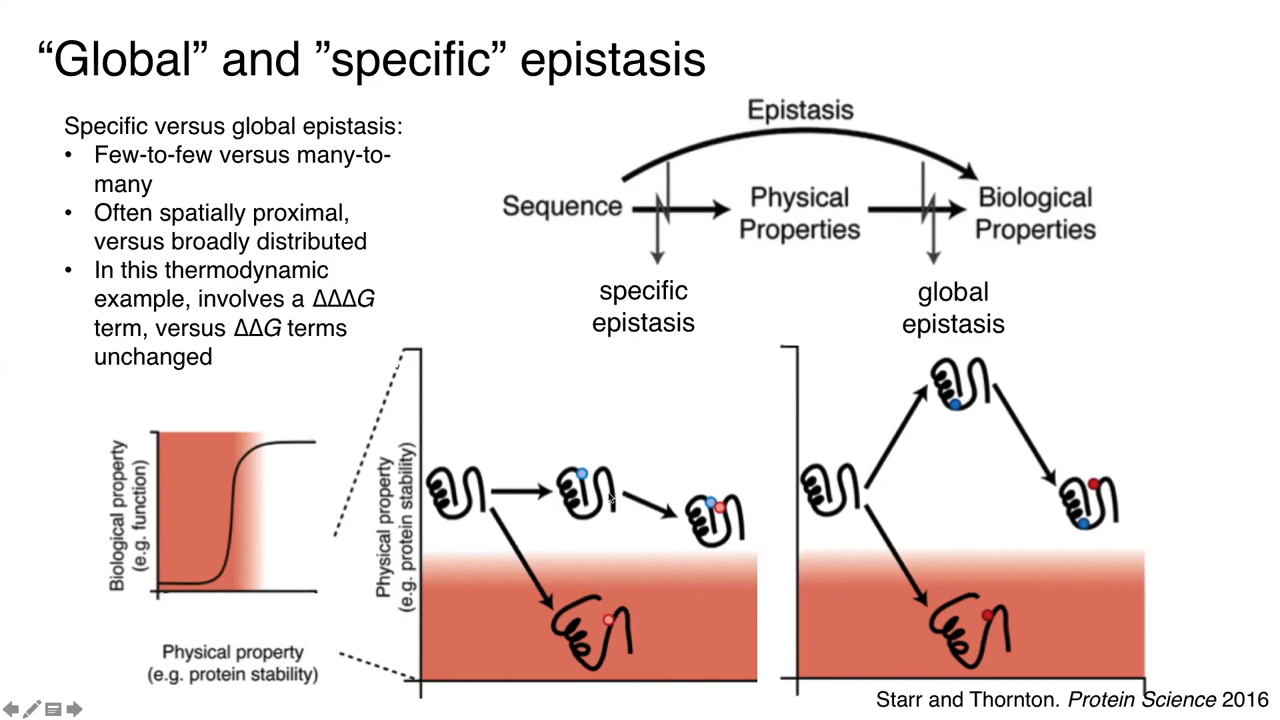 “Global” and ”specific” epistasis
Specific versus global epistasis:
• Few-to-few versus many-to-
many
• Often spatially proximal,
versus broadly distributed
• In this thermodynamic
example, involves a ΔΔΔG
term, versus ΔΔG terms
unchanged
Epistasis
Sequence
Physical
Properties
Biological
Properties
specific
epistasis
global
epistasis
Biological property
(e.g. function)
Physical property
(e.g. protein stability)
Physical property
(e.g. protein stability)
Starr and Thornton. Protein Science 2016